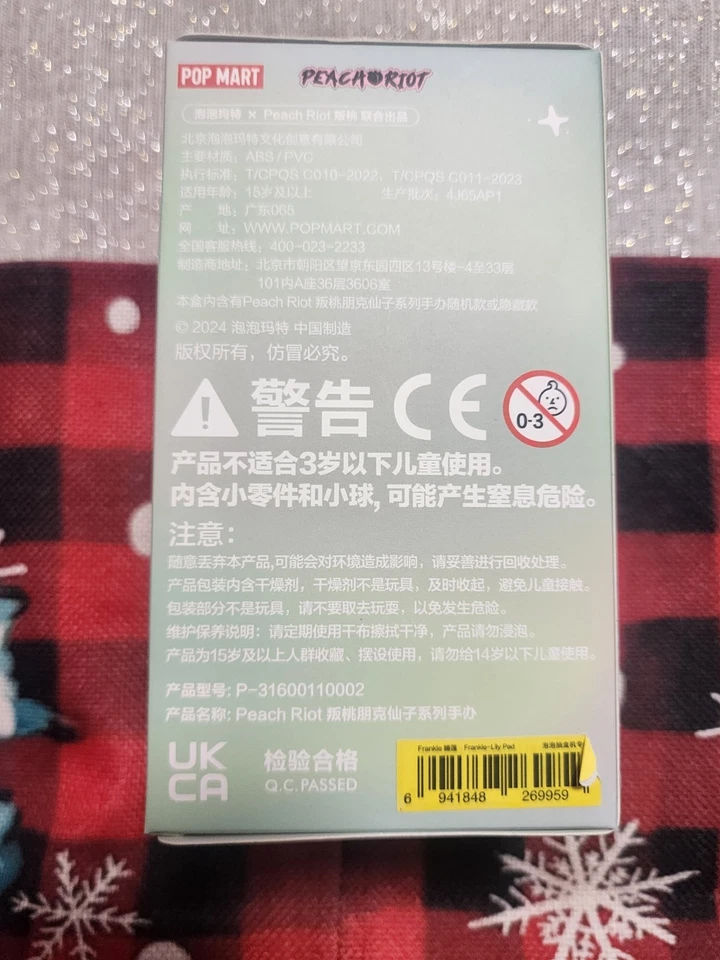 POP MART PEACH RIOT
泡泡玛特 × Peach Riot 叛桃 联合出品
北京泡泡玛特文化创意有限公司
主要材质：ABS / PVC
执行标准：T/CPQS C010-2022、T/CPQS C011-2023
适用年龄：15岁及以上 生产批次：4J65AP1
产 地：广东065
网 址：WWW.POPMART.COM
全国客服热线：400-023-2233
制造商地址：北京市朝阳区望京东园四区13号楼-4至33层
101内A座36层3606室
本盒内含有Peach Riot 叛桃朋克仙子系列手办随机款或隐藏款
© 2024 泡泡玛特 中国制造
版权所有，仿冒必究。
警告 CE 0-3
产品不适合3岁以下儿童使用。
内含小零件和小球, 可能产生窒息危险。
注意：
随意丢弃本产品,可能会对环境造成影响，请妥善进行回收处理。
产品包装内含干燥剂，干燥剂不是玩具，及时收起，避免儿童接触。
包装部分不是玩具，请不要取去玩耍，以免发生危险。
维护保养说明：请定期使用干布擦拭干净，产品请勿浸泡。
产品为15岁及以上人群收藏、摆设使用，请勿给14岁以下儿童使用。
产品型号: P-31600110002
产品名称: Peach Riot 叛桃朋克仙子系列手办
UK
CA
检验合格
Q.C.PASSED
Frankie 睡莲 Frankie-Lily Pad 泡泡抽盒机专
6 941848 269959